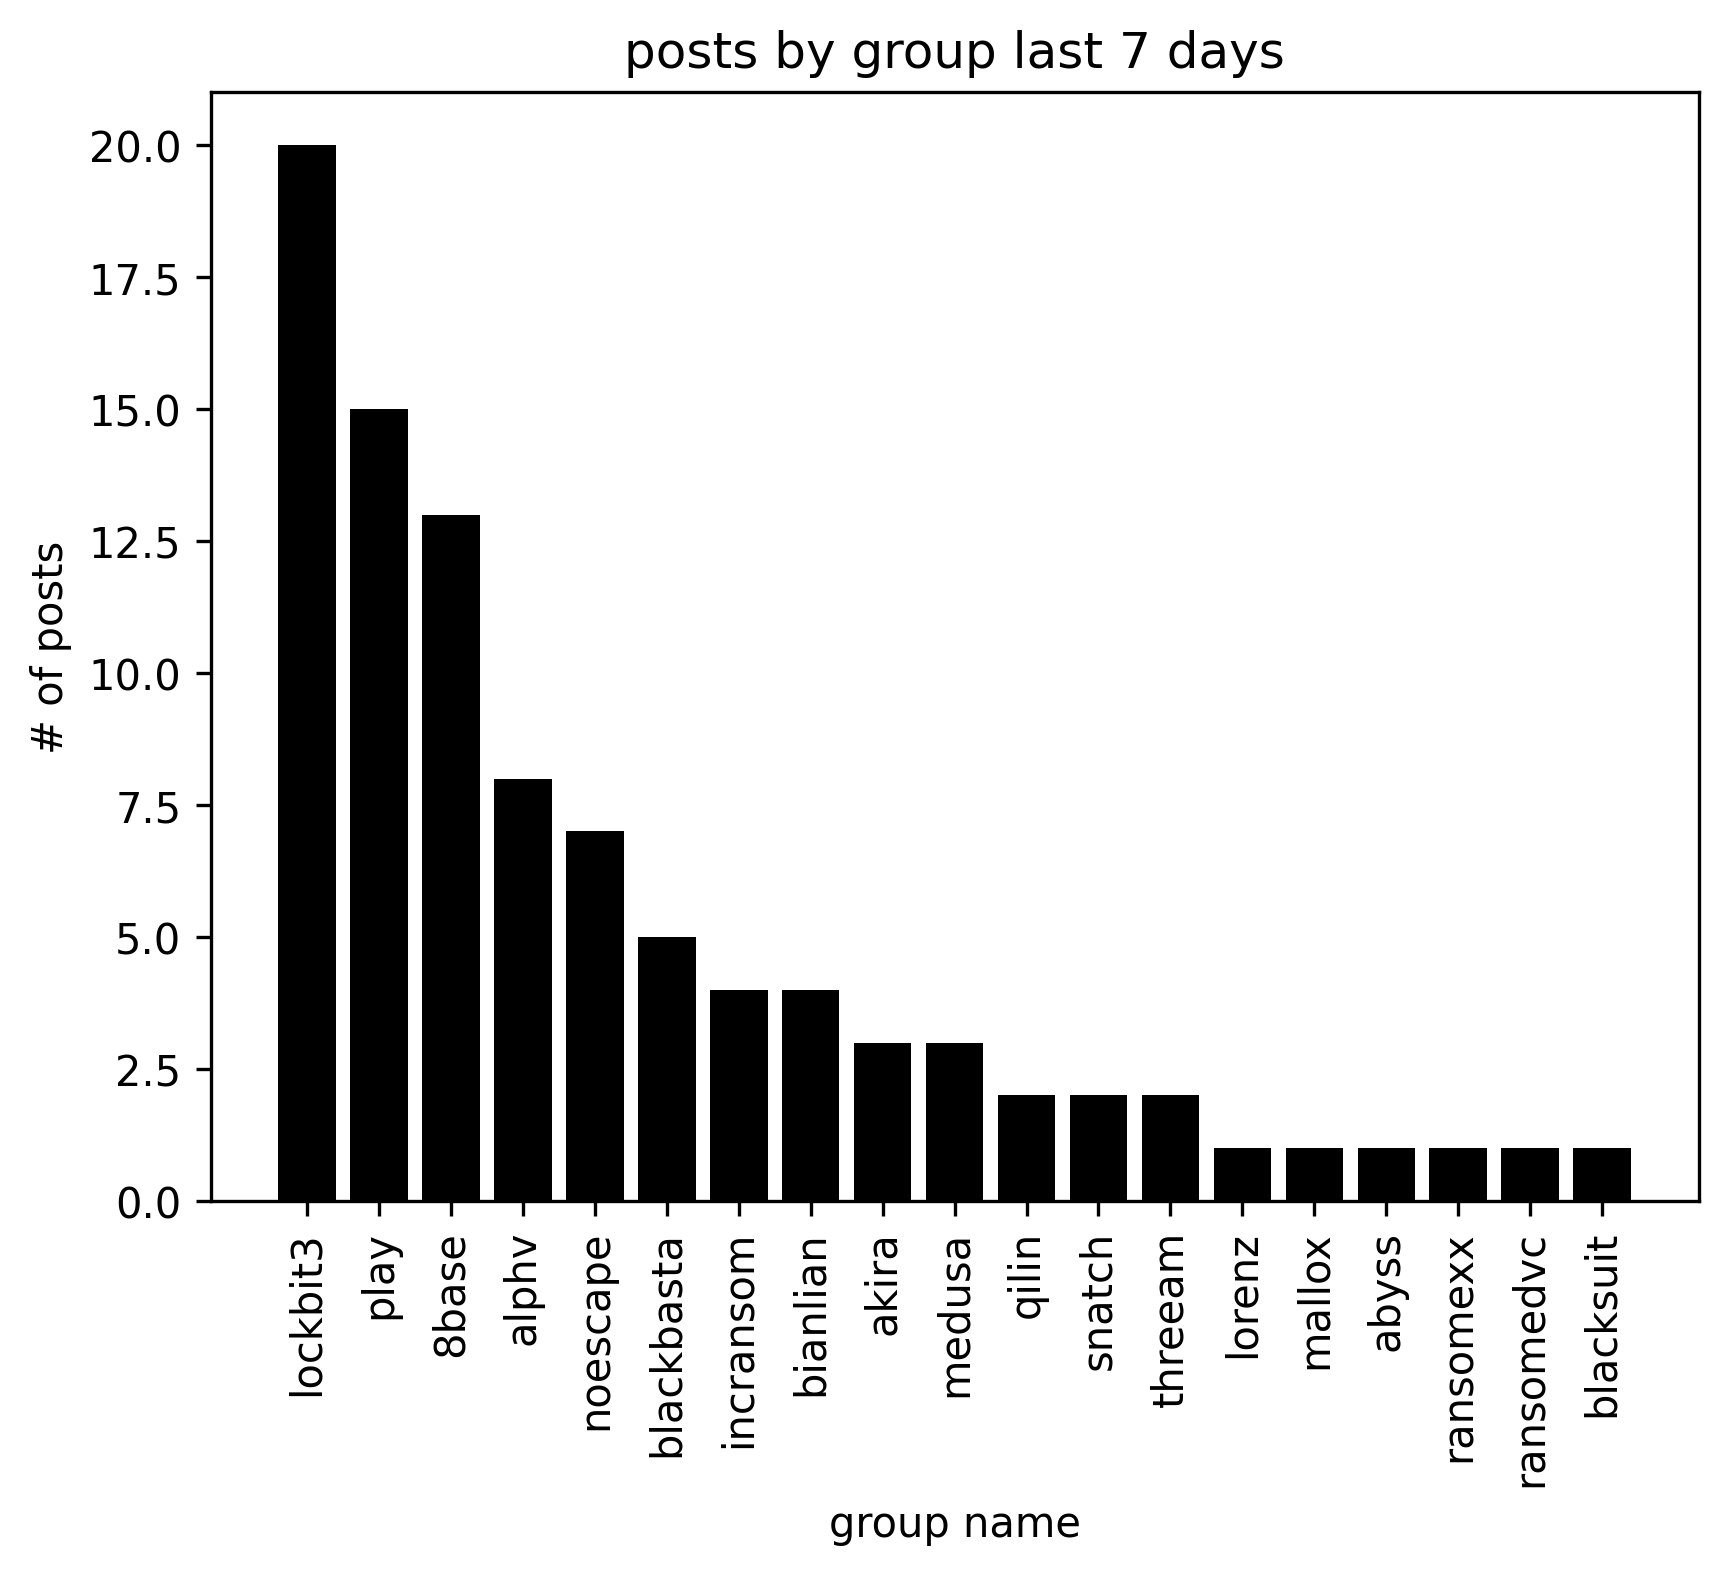 posts by group last 7 days
20.0
17.5
15.0
12.5
10.0
7.5
5.0
2.5
0.0
# of posts
lockbit3
play
8base
alphv
noescape
blackbasta
incransom
bianlian
akira
medusa
qilin
snatch
threeam
lorenz
mallox
abyss
ransomexx
ransomedvc
blacksuit
group name